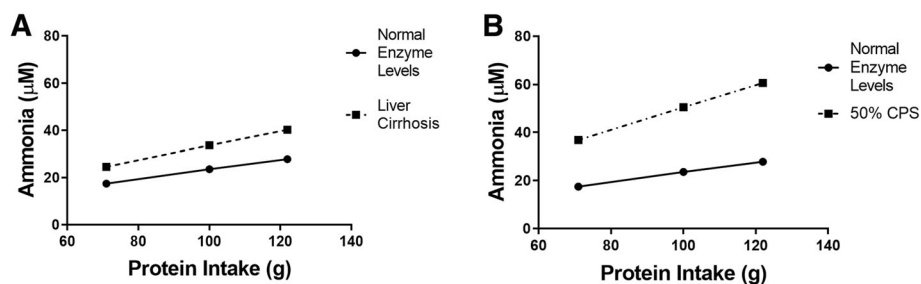 A
80
60
40
20
0
60
80
100
120
140
Ammonia (µM)
Protein Intake (g)
Normal
Enzyme
Levels
Liver
Cirrhosis
B
80
60
40
20
0
60
80
100
120
140
Ammonia (µM)
Protein Intake (g)
Normal
Enzyme
Levels
50% CPS